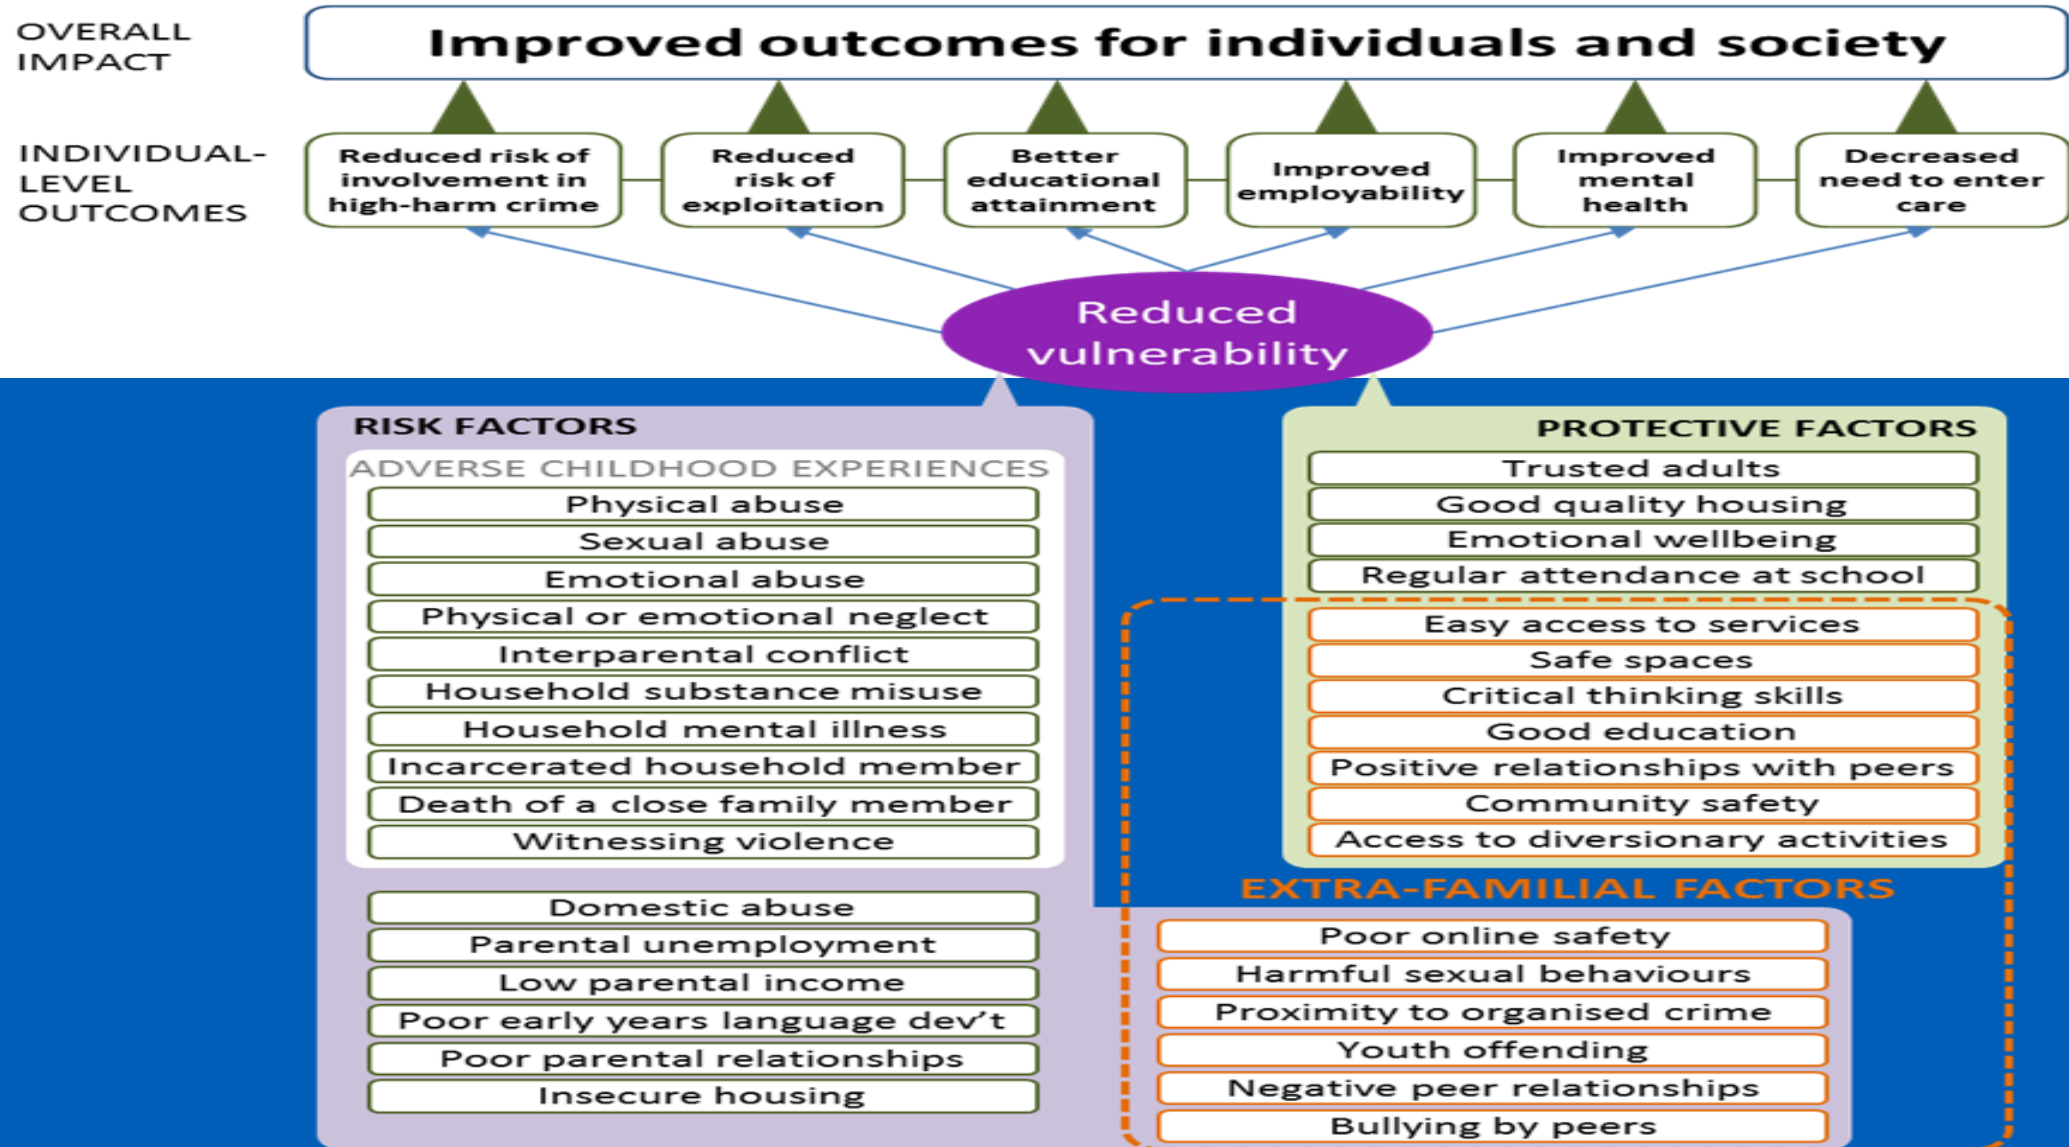 OVERALL
IMPACT
Improved outcomes for individuals and society
INDIVIDUAL-
LEVEL
OUTCOMES
Reduced risk of
involvement in
high-harm crime
Reduced
risk of
exploitation
Better
educational
attainment
Improved
employability
Improved
mental
health
Decreased
need to enter
care
Reduced
vulnerability
RISK FACTORS
ADVERSE CHILDHOOD EXPERIENCES
Physical abuse
Sexual abuse
Emotional abuse
Physical or emotional neglect
Interparental conflict
Household substance misuse
Household mental illness
Incarcerated household member
Death of a close family member
Witnessing violence
Domestic abuse
Parental unemployment
Low parental income
Poor early years language dev’t
Poor parental relationships
Insecure housing
PROTECTIVE FACTORS
Trusted adults
Good quality housing
Emotional wellbeing
Regular attendance at school
Easy access to services
Safe spaces
Critical thinking skills
Good education
Positive relationships with peers
Community safety
Access to diversionary activities
EXTRA-FAMILIAL FACTORS
Poor online safety
Harmful sexual behaviours
Proximity to organised crime
Youth offending
Negative peer relationships
Bullying by peers